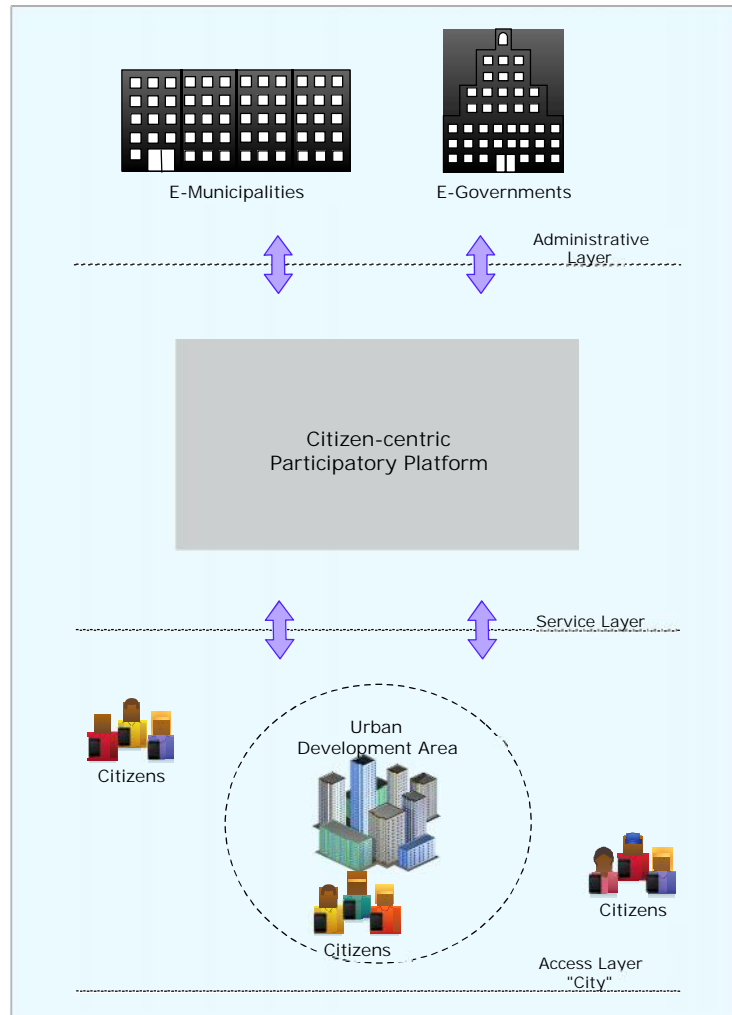 E-Municipalities
E-Governments
Administrative
Layer
Citizen-centric
Participatory Platform
Service Layer
Urban
Development Area
Citizens
Citizens
Citizens
Access Layer
"City"